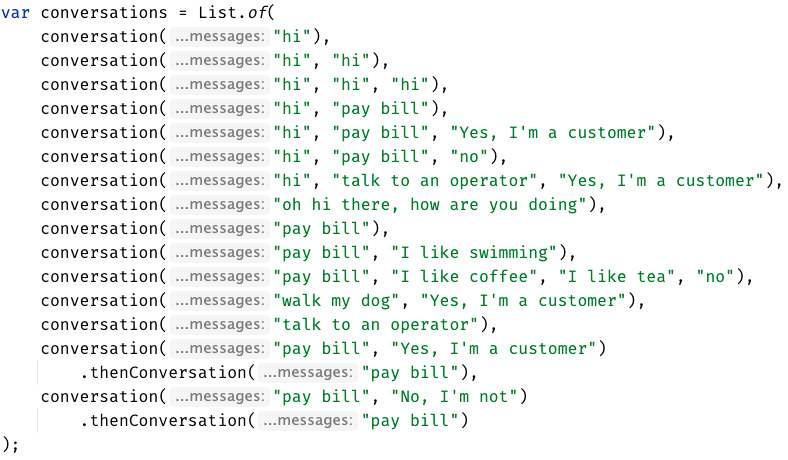 var conversations = List.of(
    conversation( ...messages: "hi"),
    conversation( ...messages: "hi", "hi"),
    conversation( ...messages: "hi", "hi", "hi"),
    conversation( ...messages: "hi", "pay bill"),
    conversation( ...messages: "hi", "pay bill", "Yes, I'm a customer"),
    conversation( ...messages: "hi", "pay bill", "no"),
    conversation( ...messages: "hi", "talk to an operator", "Yes, I'm a customer"),
    conversation( ...messages: "oh hi there, how are you doing"),
    conversation( ...messages: "pay bill"),
    conversation( ...messages: "pay bill", "I like swimming"),
    conversation( ...messages: "pay bill", "I like coffee", "I like tea", "no"),
    conversation( ...messages: "walk my dog", "Yes, I'm a customer"),
    conversation( ...messages: "talk to an operator"),
    conversation( ...messages: "pay bill", "Yes, I'm a customer")
        .thenConversation( ...messages: "pay bill"),
    conversation( ...messages: "pay bill", "No, I'm not")
        .thenConversation( ...messages: "pay bill")
);